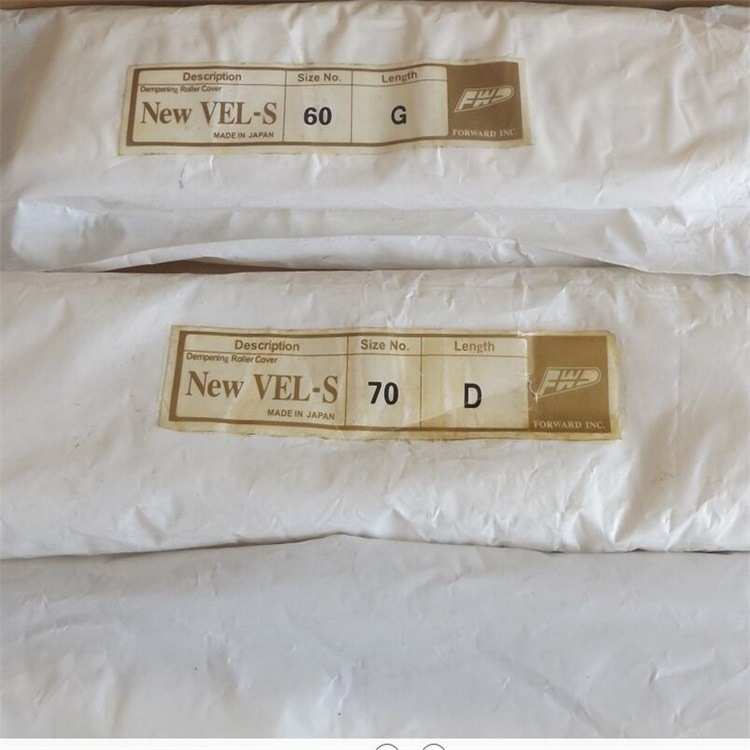 Description Size No. Length
Dempening Roller Cover
New VEL-S 60 G
MADE IN JAPAN
FWD
FORWARD INC.
Description Size No. Length
Dempening Roller Cover
New VEL-S 70 D
MADE IN JAPAN
FWD
FORWARD INC.